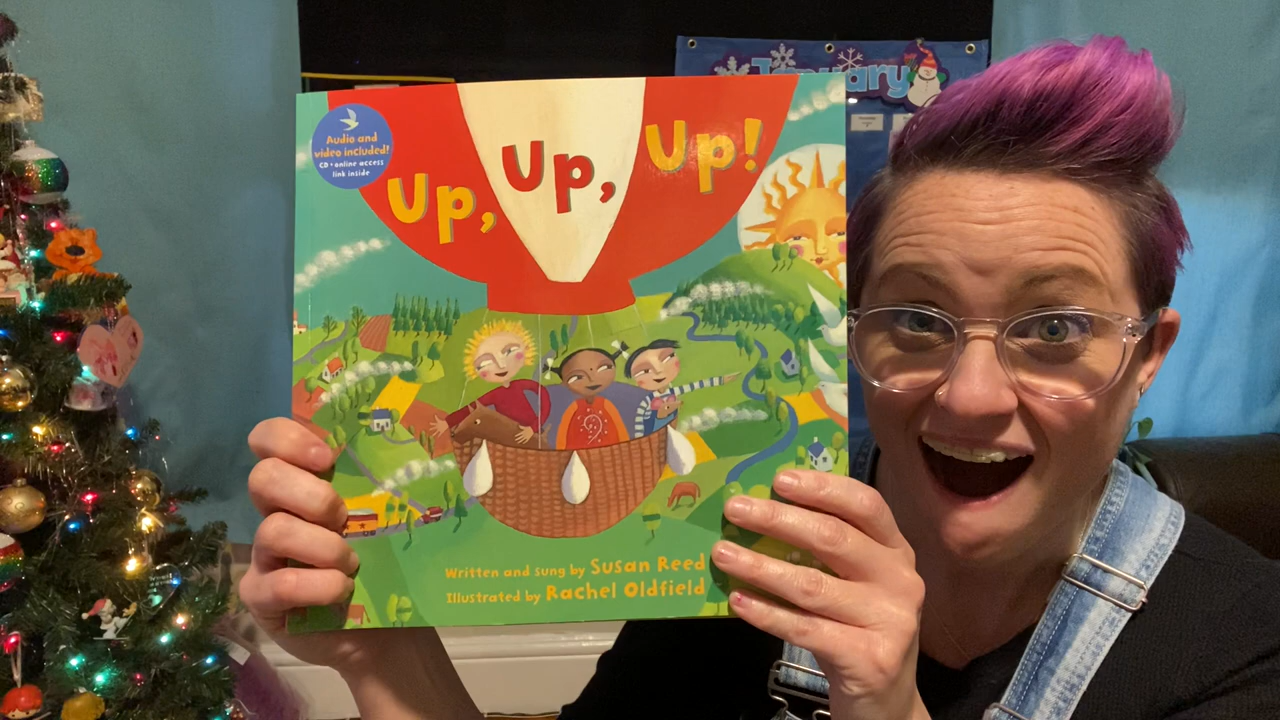 January
Audio and
video included!
CD + online access
link inside
Up, Up, Up!
Written and sung by Susan Reed
Illustrated by Rachel Oldfield